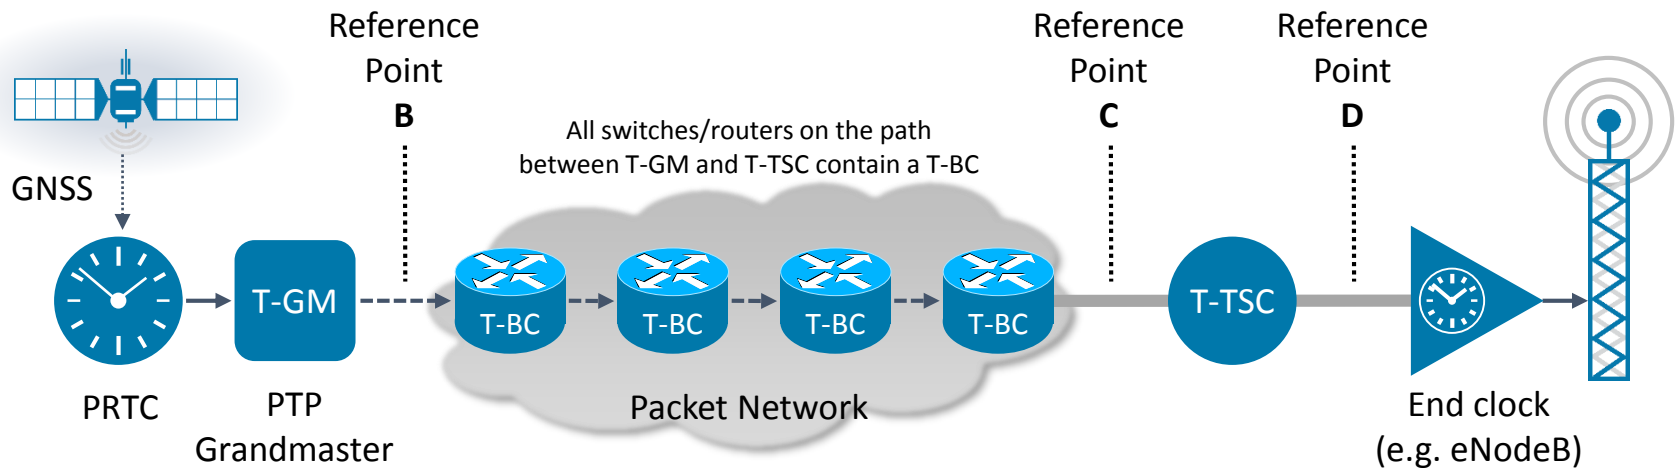 GNSS
PRTC
T-GM
PTP
Grandmaster
Reference
Point
B
All switches/routers on the path
between T-GM and T-TSC contain a T-BC
T-BC
T-BC
T-BC
T-BC
Packet Network
Reference
Point
C
T-TSC
Reference
Point
D
End clock
(e.g. eNodeB)